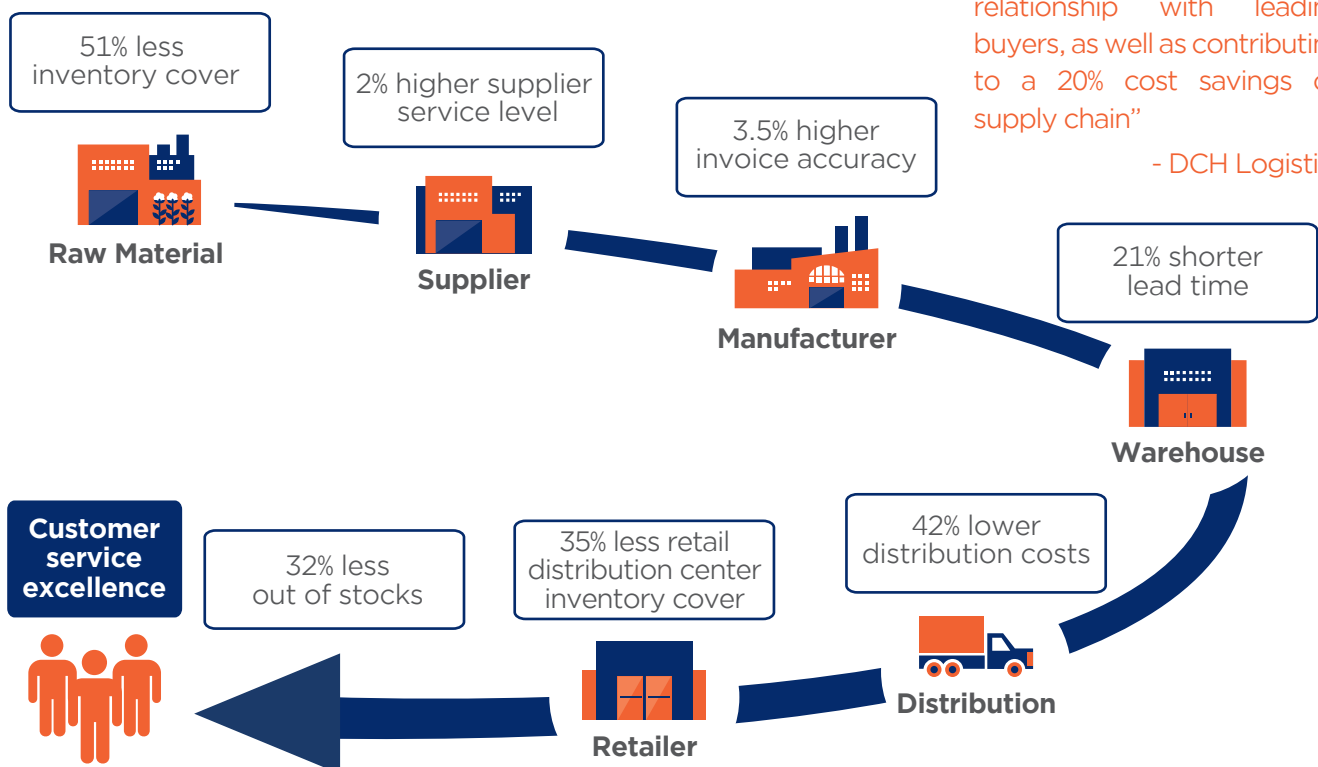 relationship with
buyers, as well as
to a 20% cost savings
supply chain”
- DCH
51% less
inventory cover
Raw Material
2% higher supplier
service level
Supplier
3.5% higher
invoice accuracy
Manufacturer
21% shorter
lead time
Warehouse
42% lower
distribution costs
Distribution
35% less retail
distribution center
inventory cover
Retailer
32% less
out of stocks
Customer
service
excellence